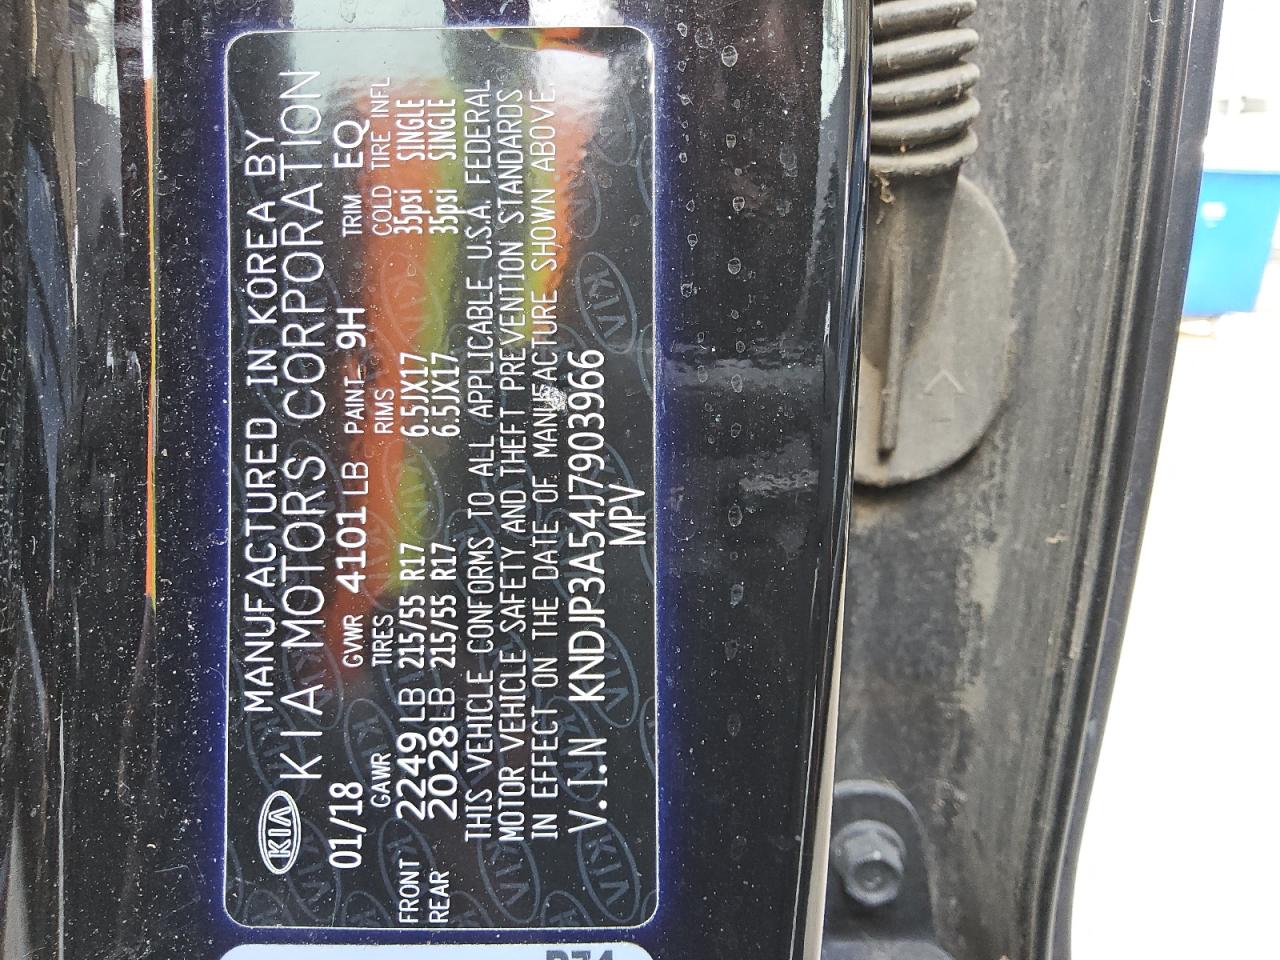 KIA
MANUFACTURED IN KOREA BY
KIA MOTORS CORPORATION
01/18 GVWR 4101 LB PAINT 9H TRIM EQ
GAWR TIRES RIMS COLD TIRE INFL
FRONT 2249 LB 215/55 R17 6.5JX17 35psi SINGLE
REAR 2028 LB 215/55 R17 6.5JX17 35psi SINGLE
THIS VEHICLE CONFORMS TO ALL APPLICABLE U.S.A. FEDERAL
MOTOR VEHICLE SAFETY AND THEFT PREVENTION STANDARDS
IN EFFECT ON THE DATE OF MANUFACTURE SHOWN ABOVE.
V.I.N KNDJP3A54J7903966
MPV